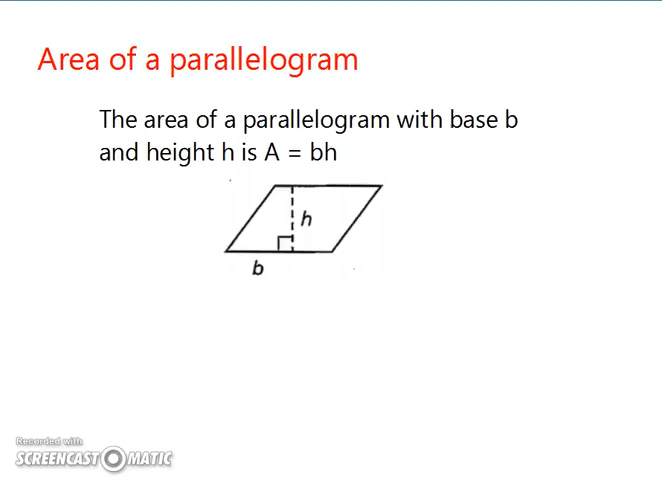 Area of a parallelogram
The area of a parallelogram with base b
and height h is A = bh
h
b
Recorded with
SCREENCAST MATIC